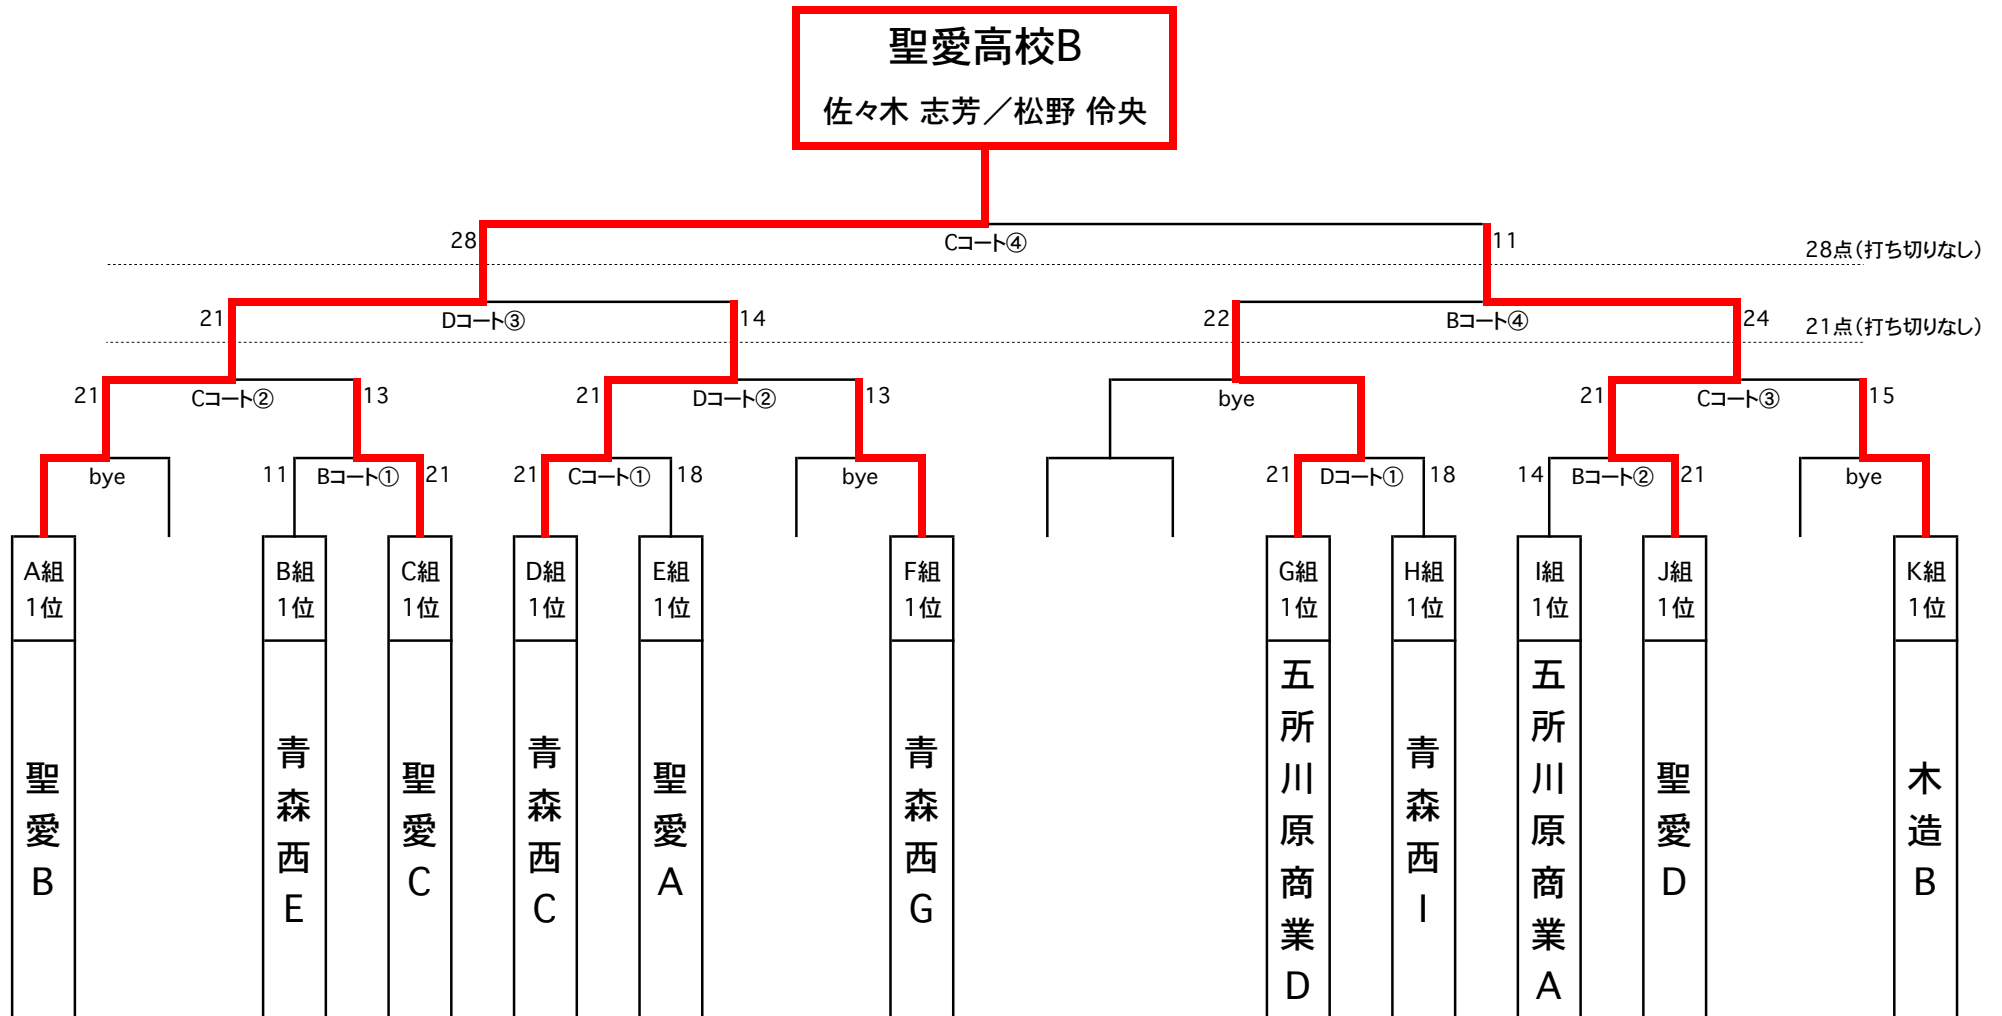 聖愛高校B
佐々木 志芳／松野 伶央
28
Cコート④
11
28点(打ち切りなし)
21
Dコート③
14
22
Bコート④
24
21点(打ち切りなし)
21
Cコート②
13
21
Dコート②
13
bye
21
Cコート③
15
bye
11
Bコート①
21
21
Cコート①
18
bye
21
Dコート①
18
14
Bコート②
21
bye
A組
1位
聖愛B
B組
1位
青森西E
C組
1位
聖愛C
D組
1位
青森西C
E組
1位
聖愛A
F組
1位
青森西G
G組
1位
五所川原商業D
H組
1位
青森西I
I組
1位
五所川原商業A
J組
1位
聖愛D
K組
1位
木造B